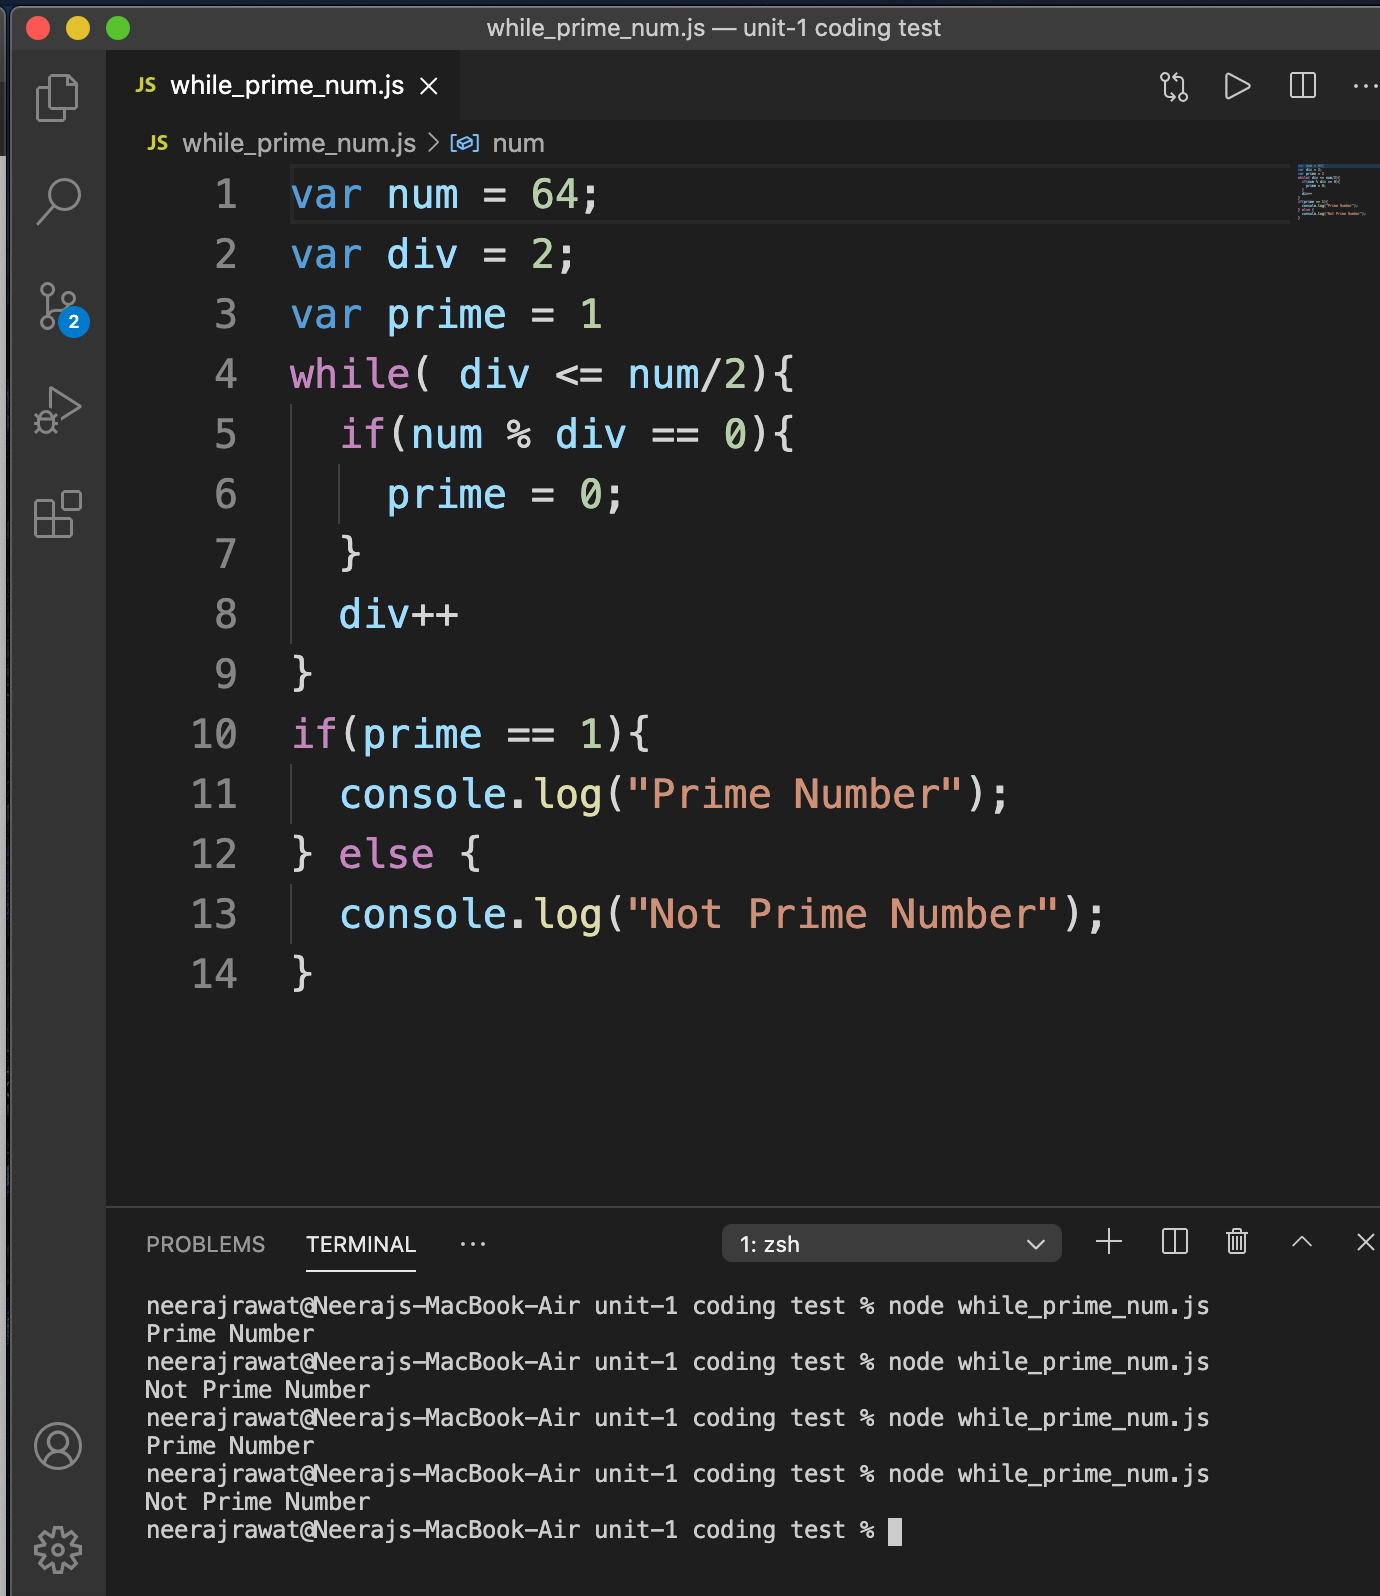 while_prime_num.js — unit-1 coding test
JS while_prime_num.js
JS while_prime_num.js > num
1 var num = 64;
2 var div = 2;
3 var prime = 1
4 while( div <= num/2){
5 if(num % div == 0){
6 prime = 0;
7 }
8 div++
9 }
10 if(prime == 1){
11 console.log("Prime Number");
12 } else {
13 console.log("Not Prime Number");
14 }
2
PROBLEMS TERMINAL ··· 1: zsh
neerajrawat@Neerajs-MacBook-Air unit-1 coding test % node while_prime_num.js
Prime Number
neerajrawat@Neerajs-MacBook-Air unit-1 coding test % node while_prime_num.js
Not Prime Number
neerajrawat@Neerajs-MacBook-Air unit-1 coding test % node while_prime_num.js
Prime Number
neerajrawat@Neerajs-MacBook-Air unit-1 coding test % node while_prime_num.js
Not Prime Number
neerajrawat@Neerajs-MacBook-Air unit-1 coding test %